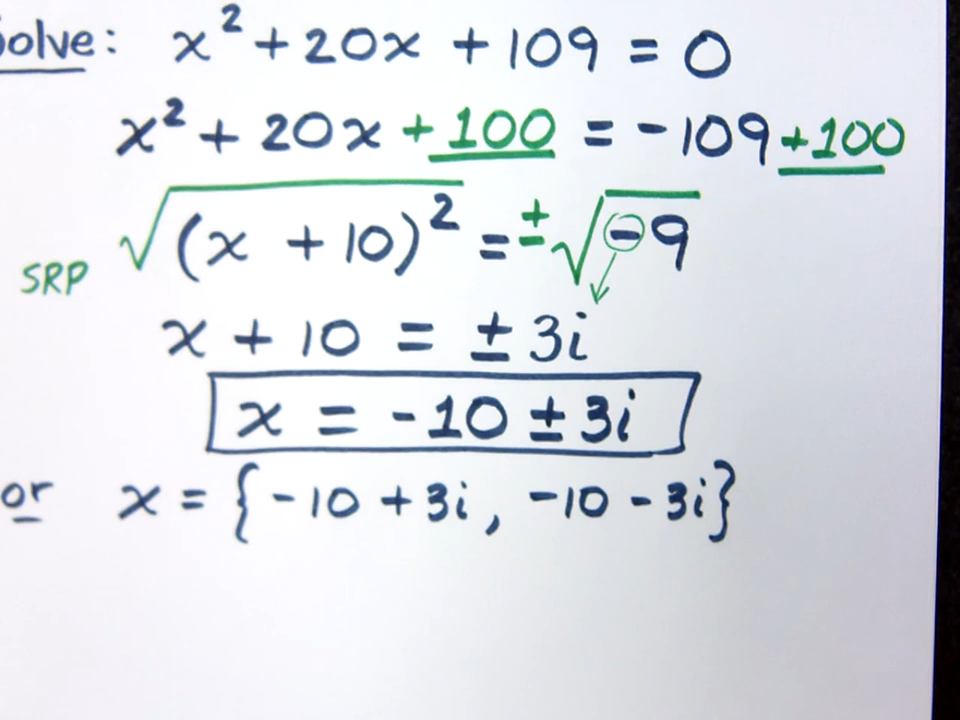 Solve: x² + 20x + 109 = 0
x² + 20x + 100 = -109 + 100
√(x + 10)² = ± √-9
SRP
x + 10 = ± 3i
x = -10 ± 3i
or x = {-10 + 3i, -10 - 3i}